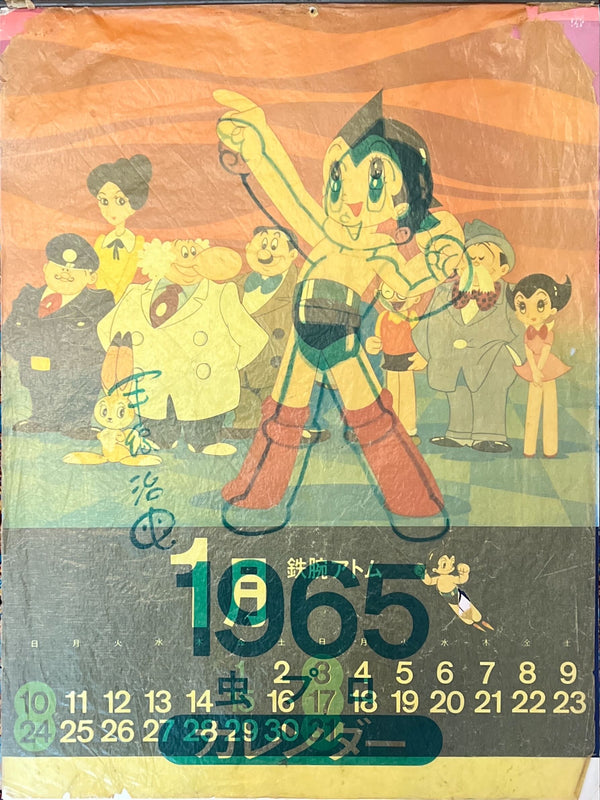 手塚治虫
1月
鉄腕アトム
1965
日 月 火 水 木 金 土 日 月 火 水 木 金 土
1 2 3 4 5 6 7 8 9
虫プロ
10 11 12 13 14 15 16 17 18 19 20 21 22 23
24 25 26 27 28 29 30 31
カレンダー